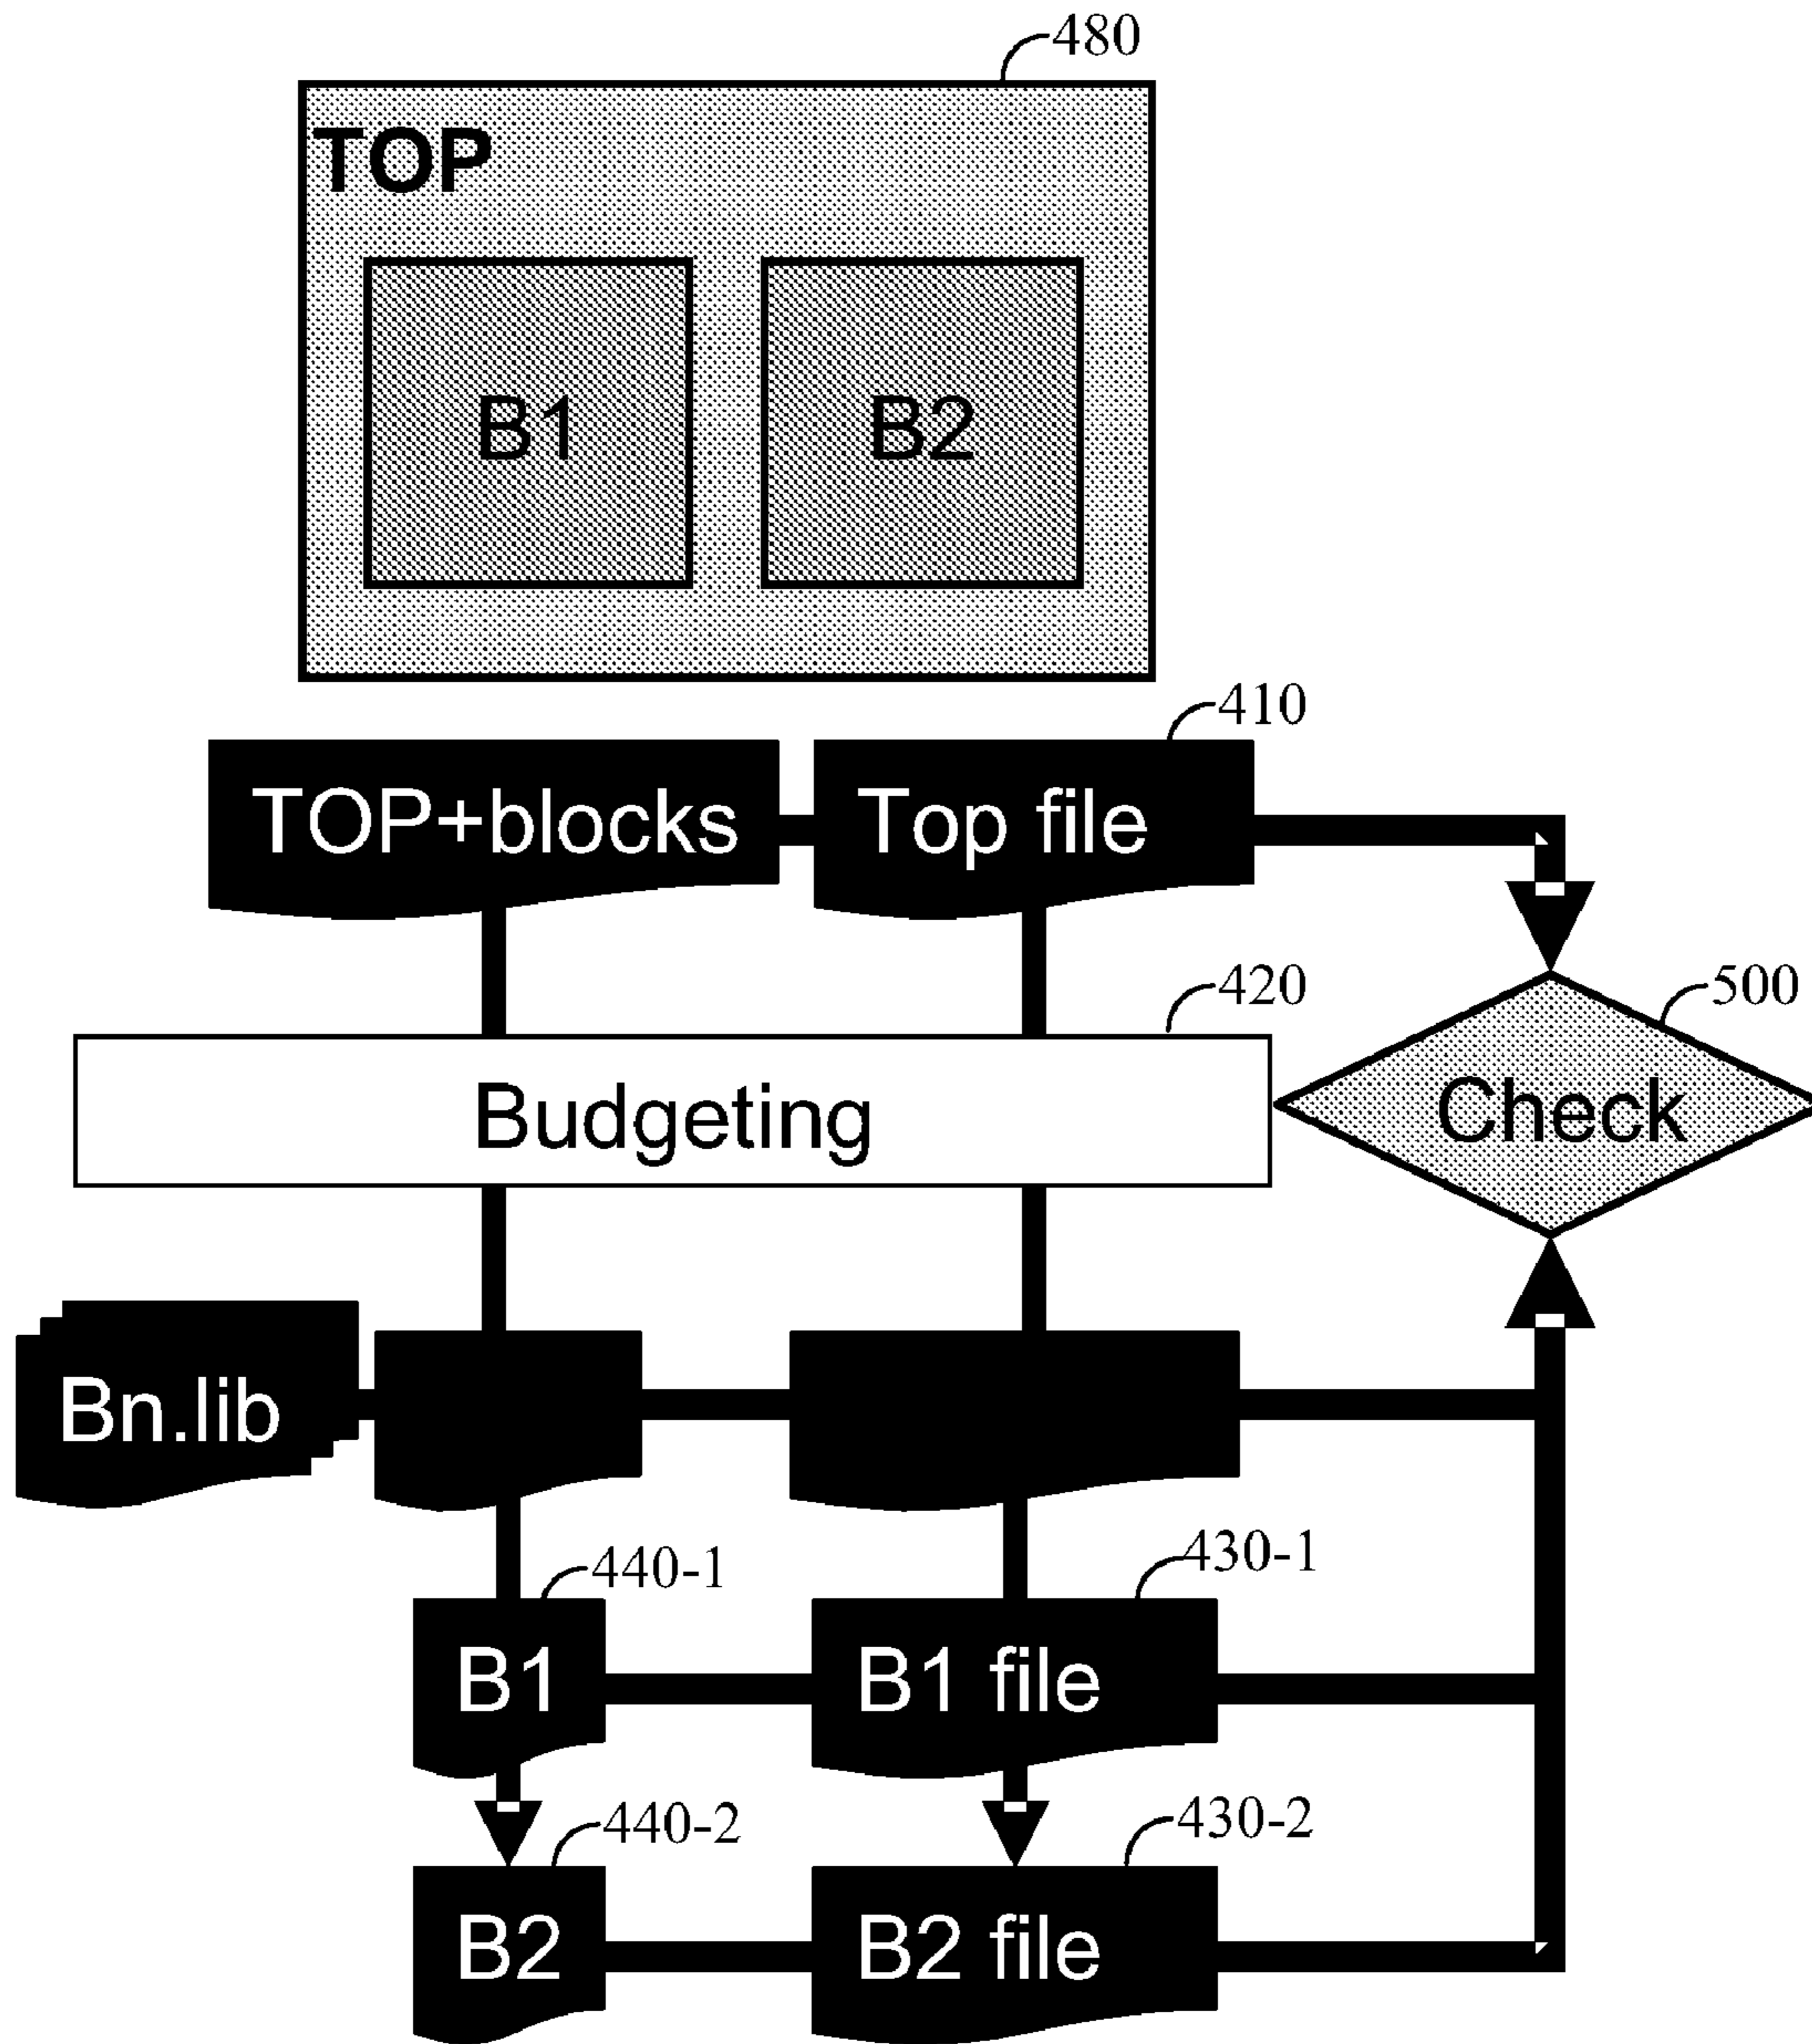 480
TOP
B1 B2
410
TOP+blocks Top file
420
500
Budgeting
Check
Bn.lib
440-1
430-1
B1 B1 file
440-2
430-2
B2 B2 file